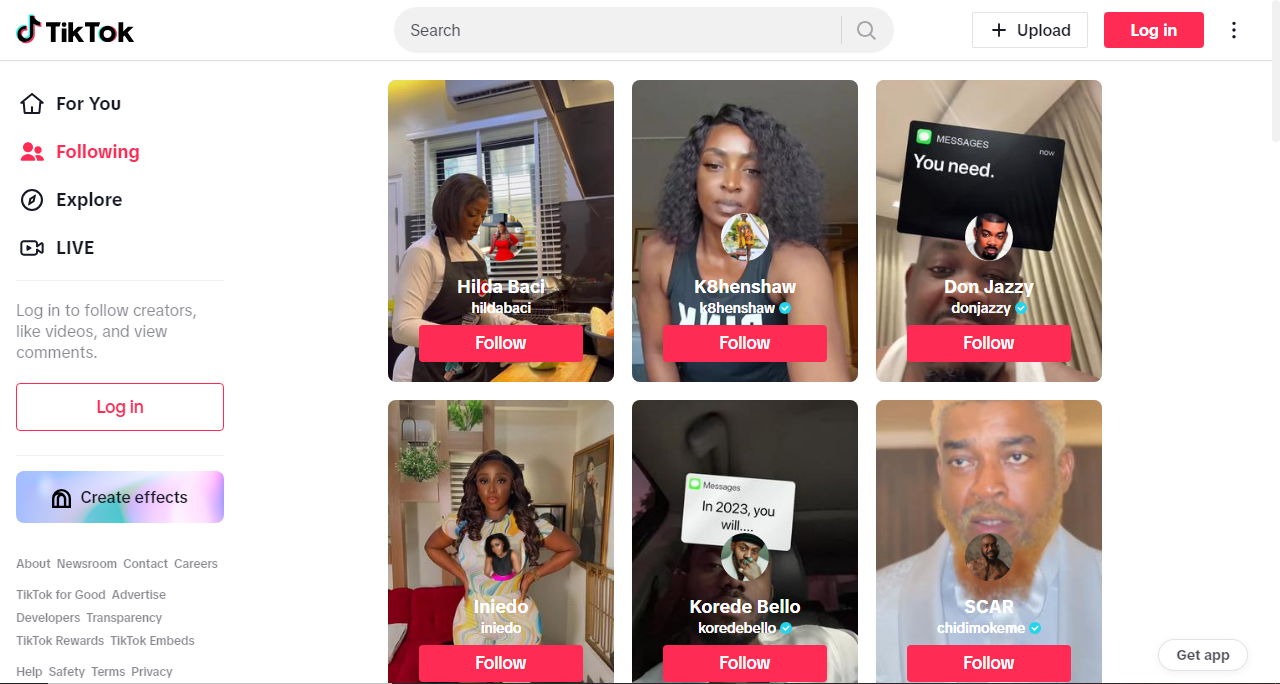 TikTok
Search
Upload
Log in
For You
Following
Explore
LIVE
Log in to follow creators,
like videos, and view
comments.
Log in
Create effects
About Newsroom Contact Careers
TikTok for Good Advertise
Developers Transparency
TikTok Rewards TikTok Embeds
Help Safety Terms Privacy
Hilda Baci
hildabaci
Follow
K8henshaw
k8henshaw
Follow
MESSAGES
now
You need.
Don Jazzy
donjazzy
Follow
Iniedo
iniedo
Follow
Messages
In 2023, you
will....
Korede Bello
koredebello
Follow
SCAR
chidimokeme
Follow
Get app